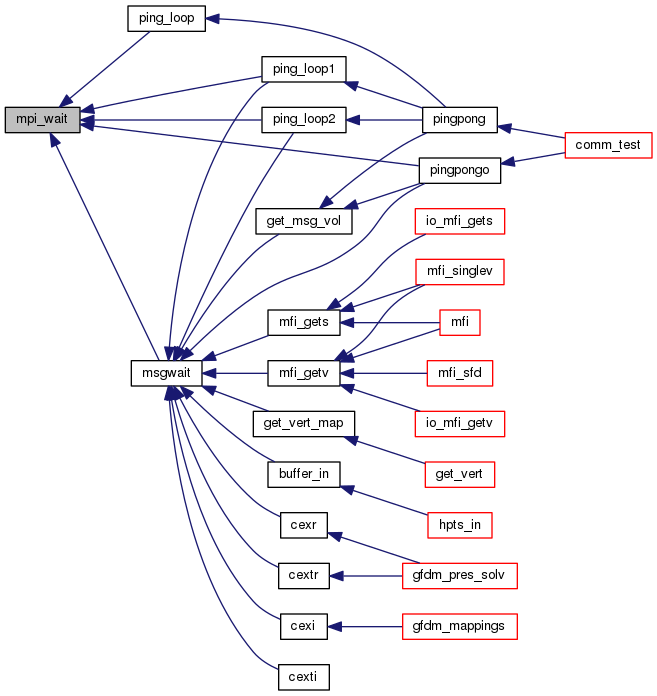 ping_loop
ping_loop1
mpi_wait
ping_loop2
pingpong
comm_test
pingpongo
get_msg_vol
io_mfi_gets
mfi_singlev
mfi_gets
mfi
msgwait
mfi_getv
mfi_sfd
get_vert_map
io_mfi_getv
buffer_in
get_vert
cexr
hpts_in
cextr
gfdm_pres_solv
cexi
gfdm_mappings
cexti